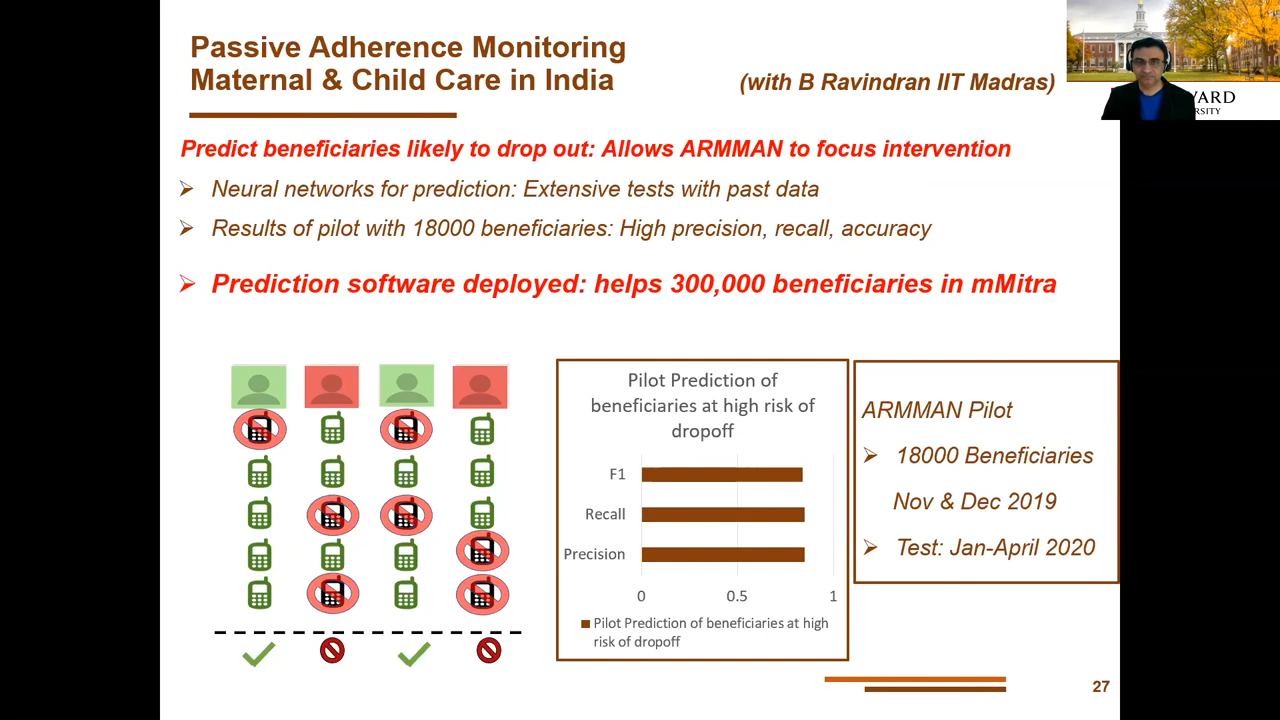 Passive Adherence Monitoring
Maternal & Child Care in India
(with B Ravindran IIT Madras)
Predict beneficiaries likely to drop out: Allows ARMMAN to focus intervention
Neural networks for prediction: Extensive tests with past data
Results of pilot with 18000 beneficiaries: High precision, recall, accuracy
Prediction software deployed: helps 300,000 beneficiaries in mMitra
Pilot Prediction of
beneficiaries at high risk of
dropoff
F1
Recall
Precision
0 0.5 1
Pilot Prediction of beneficiaries at high
risk of dropoff
ARMMAN Pilot
18000 Beneficiaries
Nov & Dec 2019
Test: Jan-April 2020
27